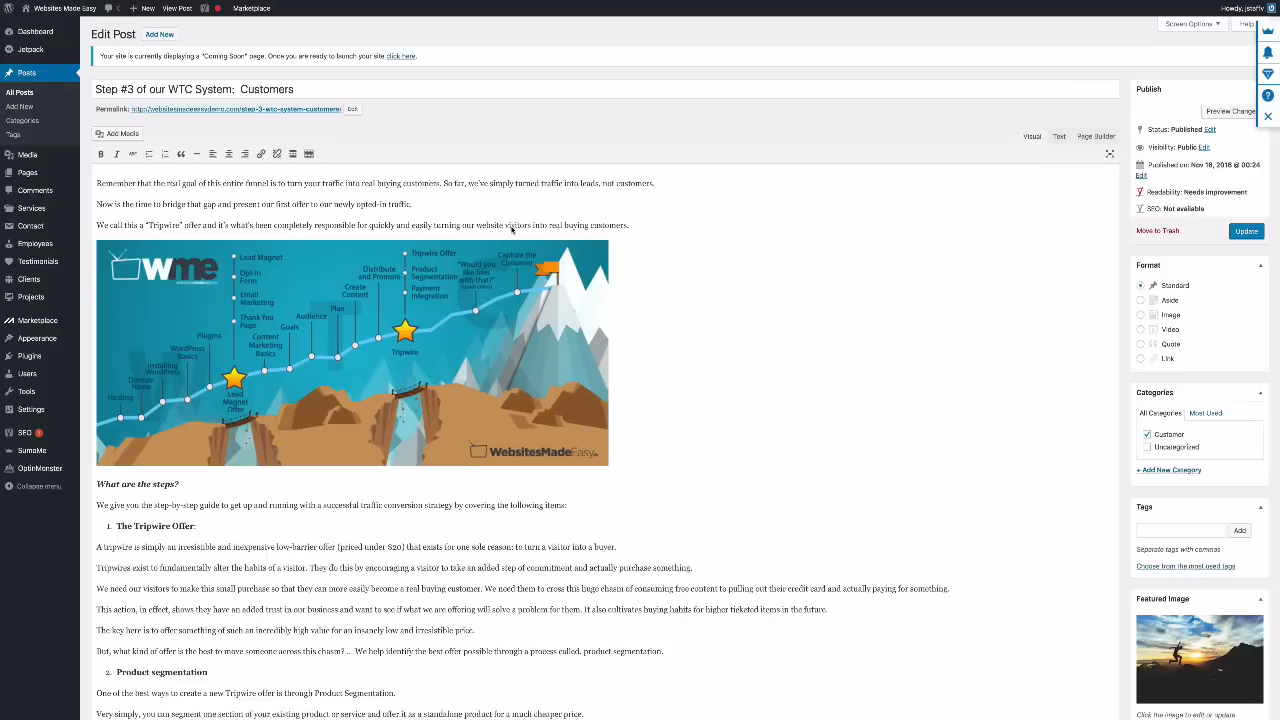 Websites Made Easy
0
New
View Post
Marketplace
Howdy, jstaffy
Dashboard
Jetpack
Posts
All Posts
Add New
Categories
Tags
Media
Pages
Comments
Services
Contact
Employees
Testimonials
Clients
Projects
Marketplace
Appearance
Plugins
Users
Tools
Settings
SEO 1
SumoMe
OptinMonster
Collapse menu
Edit Post
Add New
Screen Options
Help
Your site is currently displaying a "Coming Soon" page. Once you are ready to launch your site click here.
Step #3 of our WTC System: Customers
Permalink: http://websitesmadeeasydemo.com/step-3-wtc-system-customers/
Edit
Add Media
Visual
Text
Page Builder
B
I
ABC
Remember that the real goal of this entire funnel is to turn your traffic into real buying customers. So far, we've simply turned traffic into leads, not customers.
Now is the time to bridge that gap and present our first offer to our newly opted-in traffic.
We call this a "Tripwire" offer and it's what's been completely responsible for quickly and easily turning our website visitors into real buying customers.
wme
Hosting
Domain Name
Installing WordPress
WordPress Basics
Plugins
Lead Magnet
Opt-in Form
Email Marketing
Thank You Page
Lead Magnet Offer
Content Marketing Basics
Goals
Audience
Plan
Create Content
Distribute and Promote
Tripwire Offer
Product Segmentation
Payment Integration
Tripwire
"Would you like fries with that?"
Capture the Customer
WebsitesMadeEasy
What are the steps?
We give you the step-by-step guide to get up and running with a successful traffic conversion strategy by covering the following items:
1. The Tripwire Offer:
A tripwire is simply an irresistible and inexpensive low-barrier offer (priced under $20) that exists for one sole reason: to turn a visitor into a buyer.
Tripwires exist to fundamentally alter the habits of a visitor. They do this by encouraging a visitor to take an added step of commitment and actually purchase something.
We need our visitors to make this small purchase so that they can more easily become a real buying customer. We need them to cross this huge chasm of consuming free content to pulling out their credit card and actually paying for something.
This action, in effect, shows they have an added trust in our business and want to see if what we are offering will solve a problem for them. It also cultivates buying habits for higher ticketed items in the future.
The key here is to offer something of such an incredibly high value for an insanely low and irresistible price.
But, what kind of offer is the best to move someone across this chasm? ... We help identify the best offer possible through a process called, product segmentation.
2. Product segmentation
One of the best ways to create a new Tripwire offer is through Product Segmentation.
Very simply, you can segment one section of your existing product or service and offer it as a standalone item for a much cheaper price.
Publish
Preview Change
Status: Published Edit
Visibility: Public Edit
Published on: Nov 16, 2016 @ 00:24
Edit
Readability: Needs improvement
SEO: Not available
Move to Trash
Update
Format
Standard
Aside
Image
Video
Quote
Link
Categories
All Categories
Most Used
Customer
Uncategorized
+ Add New Category
Tags
Add
Separate tags with commas
Choose from the most used tags
Featured Image
Click the image to edit or update